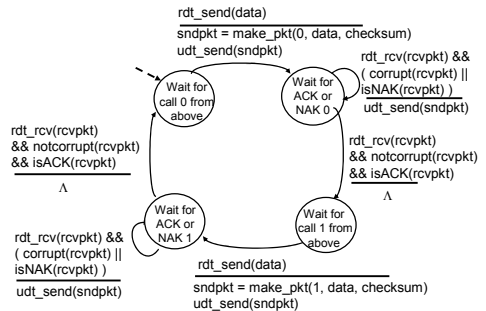 rdt_send(data)
sndpkt = make_pkt(0, data, checksum)
udt_send(sndpkt)
Wait for
call 0 from
above
Wait for
ACK or
NAK 0
rdt_rcv(rcvpkt) &&
( corrupt(rcvpkt) ||
isNAK(rcvpkt) )
udt_send(sndpkt)
rdt_rcv(rcvpkt)
&& notcorrupt(rcvpkt)
&& isACK(rcvpkt)
Λ
rdt_rcv(rcvpkt)
&& notcorrupt(rcvpkt)
&& isACK(rcvpkt)
Λ
Wait for
ACK or
NAK 1
Wait for
call 1 from
above
rdt_rcv(rcvpkt) &&
( corrupt(rcvpkt) ||
isNAK(rcvpkt) )
udt_send(sndpkt)
rdt_send(data)
sndpkt = make_pkt(1, data, checksum)
udt_send(sndpkt)